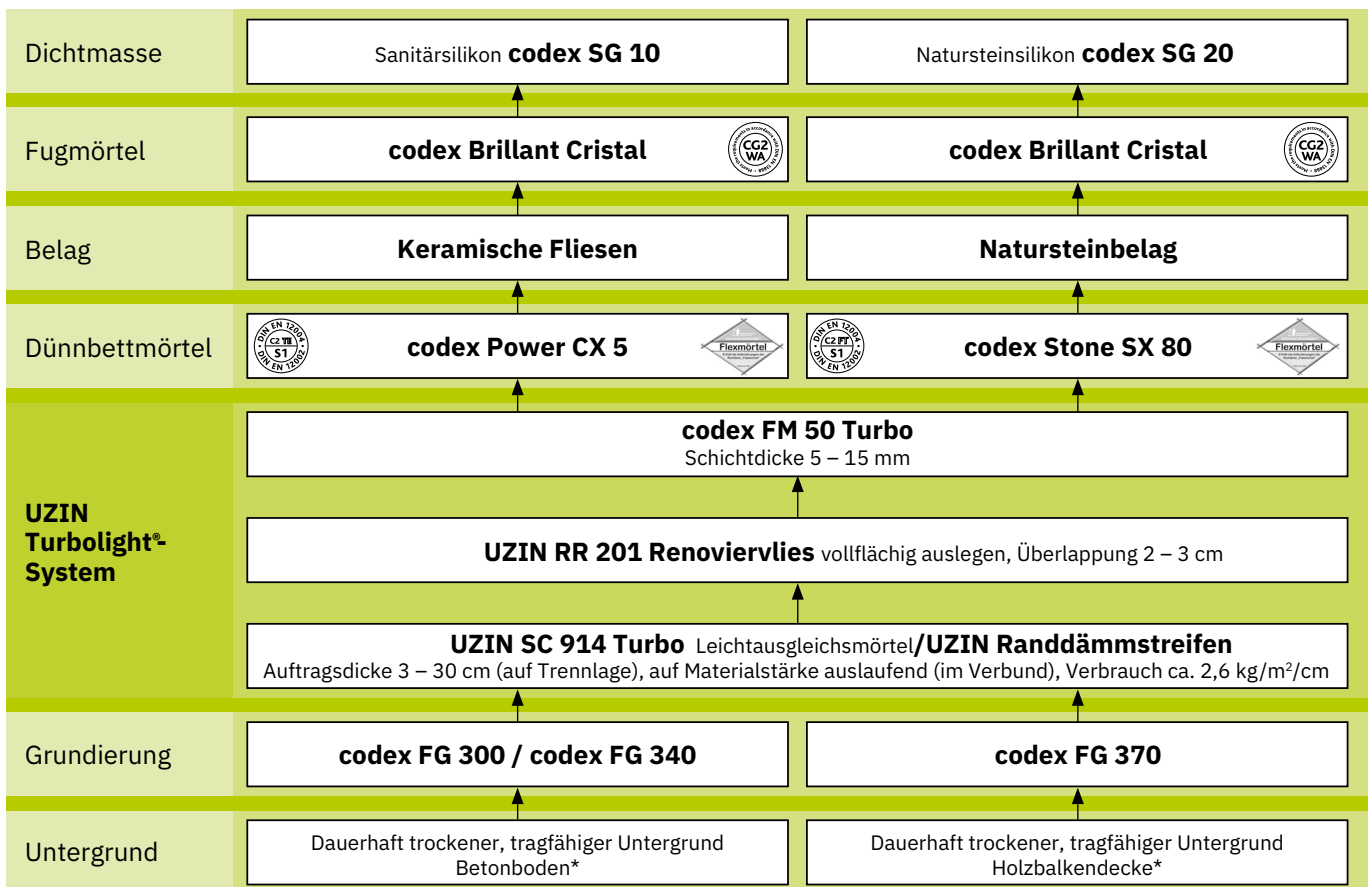 Dichtmasse
Sanitärsilikon codex SG 10
Natursteinsilikon codex SG 20
Fugmörtel
codex Brillant Cristal
CG2
WA
codex Brillant Cristal
CG2
WA
Belag
Keramische Fliesen
Natursteinbelag
Dünnbettmörtel
DIN EN 12004
C2 TE
S1
DIN EN 12002
codex Power CX 5
Flexmörtel
DIN EN 12004
C2 FT
S1
DIN EN 12002
codex Stone SX 80
Flexmörtel
UZIN
Turbolight®-
System
codex FM 50 Turbo
Schichtdicke 5 – 15 mm
UZIN RR 201 Renoviervlies vollflächig auslegen, Überlappung 2 – 3 cm
UZIN SC 914 Turbo Leichtausgleichsmörtel/UZIN Randdämmstreifen
Auftragsdicke 3 – 30 cm (auf Trennlage), auf Materialstärke auslaufend (im Verbund), Verbrauch ca. 2,6 kg/m²/cm
Grundierung
codex FG 300 / codex FG 340
codex FG 370
Untergrund
Dauerhaft trockener, tragfähiger Untergrund
Betonboden*
Dauerhaft trockener, tragfähiger Untergrund
Holzbalkendecke*